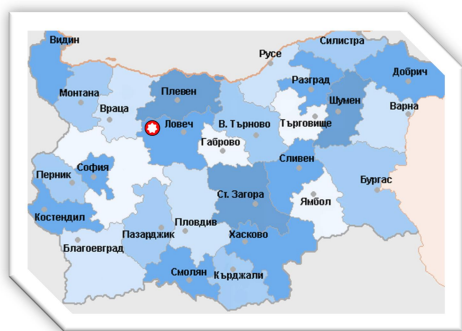 Видин
Силистра
Русе
Добрич
Монтана
Плевен
Разград
Враца
Шумен
Варна
Ловеч
В. Търново
Търговище
Габрово
София
Сливен
Перник
Бургас
Ст. Загора
Ямбол
Костендил
Пловдив
Пазарджик
Хасково
Благоевград
Смолян
Кърджали